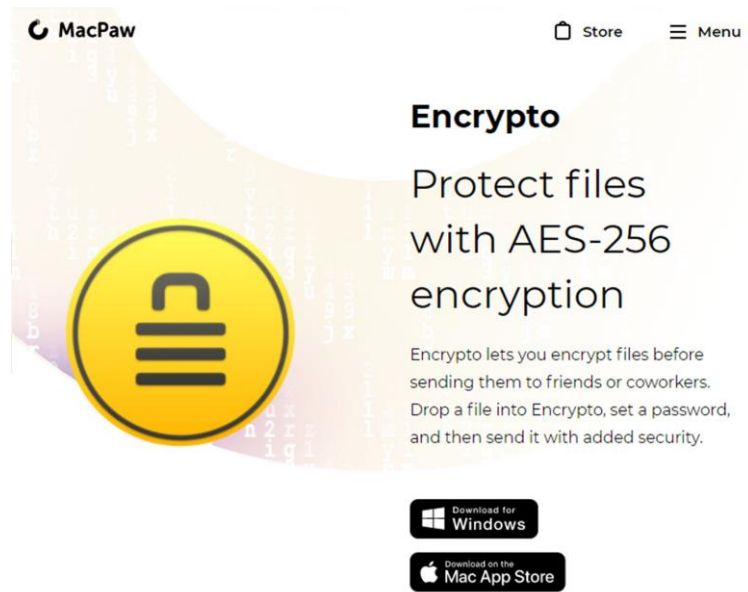 MacPaw
Store
Menu
Encrypto
Protect files
with AES-256
encryption
Encrypto lets you encrypt files before
sending them to friends or coworkers.
Drop a file into Encrypto, set a password,
and then send it with added security.
Download for
Windows
Download on the
Mac App Store